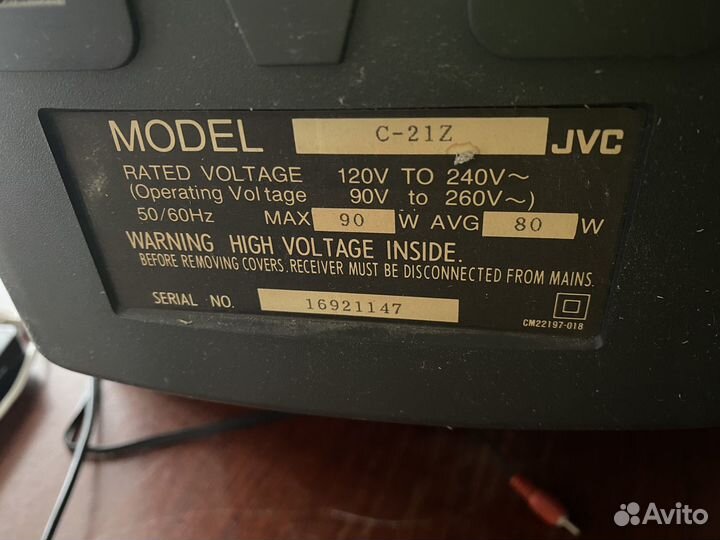 MODEL C-21Z JVC
RATED VOLTAGE 120V TO 240V~
(Operating Voltage 90V to 260V~)
50/60Hz MAX 90 W AVG 80 W
WARNING HIGH VOLTAGE INSIDE.
BEFORE REMOVING COVERS. RECEIVER MUST BE DISCONNECTED FROM MAINS.
SERIAL NO. 16921147
CM22197-018
Avito